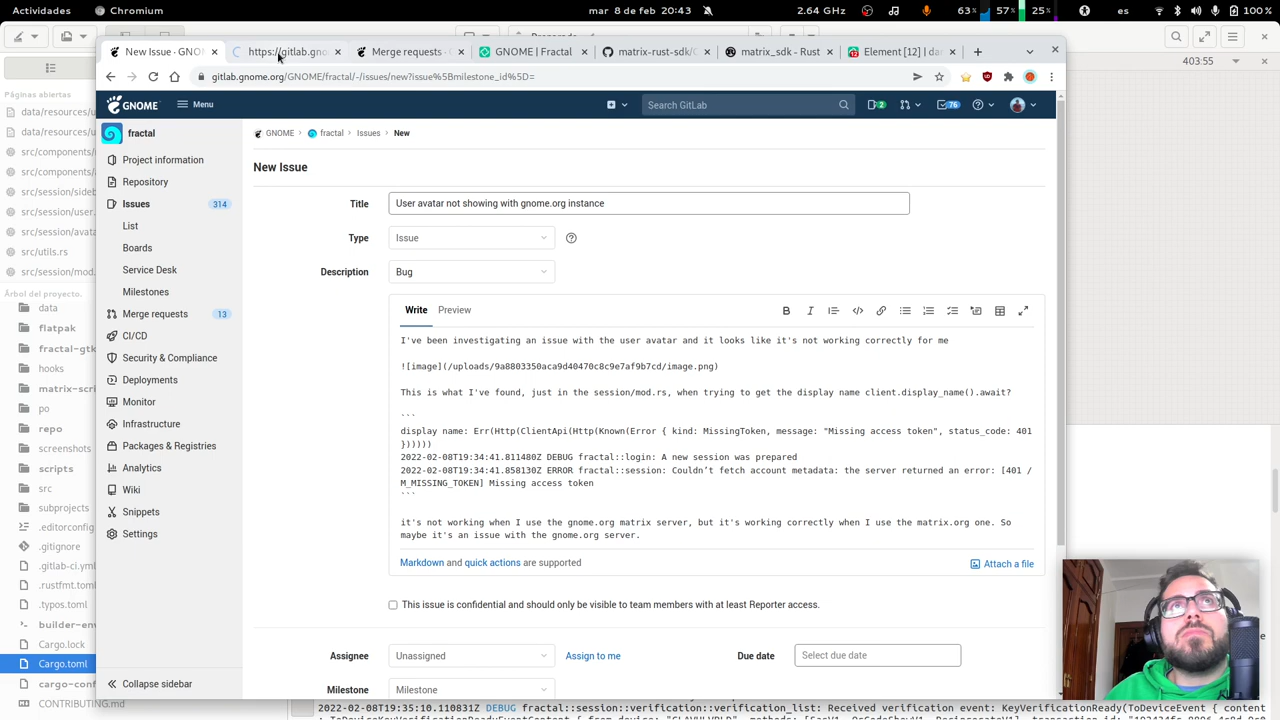 Actividades
Chromium
mar 8 de feb 20:43
2.64 GHz
es
63%
57%
25%
100%
New Issue · GNO
https://gitlab.gno
Merge requests ·
GNOME | Fractal
matrix-rust-sdk/
matrix_sdk - Rust
Element [12] | da
gitlab.gnome.org/GNOME/fractal/-/issues/new?issue%5Bmilestone_id%5D=
403:55
GNOME
Menu
Search GitLab
2
76
Páginas abiertas
data/resources/u
data/resources/u
src/components/
src/components/
src/session/sideb
src/session/user.
src/session/avata
src/utils.rs
src/session/mod.
Árbol del proyecto.
data
flatpak
fractal-gtk
hooks
matrix-scri
po
repo
screenshots
scripts
src
subprojects
.editorconfig
.gitignore
.gitlab-ci.yml
.rustfmt.toml
.typos.toml
builder-env
Cargo.lock
Cargo.toml
cargo-conf
CONTRIBUTING.md
fractal
Project information
Repository
Issues 314
List
Boards
Service Desk
Milestones
Merge requests 13
CI/CD
Security & Compliance
Deployments
Monitor
Infrastructure
Packages & Registries
Analytics
Wiki
Snippets
Settings
Collapse sidebar
GNOME > fractal > Issues > New
New Issue
Title
User avatar not showing with gnome.org instance
Type
Issue
Description
Bug
Write
Preview
I've been investigating an issue with the user avatar and it looks like it's not working correctly for me
![image](/uploads/9a8803350aca9d40470c8c9e7af9b7cd/image.png)
This is what I've found, just in the session/mod.rs, when trying to get the display name client.display_name().await?
```
display name: Err(Http(ClientApi(Http(Known(Error { kind: MissingToken, message: "Missing access token", status_code: 401
}))))))
2022-02-08T19:34:41.811480Z DEBUG fractal::login: A new session was prepared
2022-02-08T19:34:41.858130Z ERROR fractal::session: Couldn’t fetch account metadata: the server returned an error: [401 /
M_MISSING_TOKEN] Missing access token
```
it's not working when I use the gnome.org matrix server, but it's working correctly when I use the matrix.org one. So
maybe it's an issue with the gnome.org server.
Markdown and quick actions are supported
Attach a file
This issue is confidential and should only be visible to team members with at least Reporter access.
Assignee
Unassigned
Assign to me
Due date
Select due date
Milestone
Milestone
2022-02-08T19:35:10.110831Z DEBUG fractal::session::verification::verification_list: Received verification event: KeyVerificationReady(ToDeviceEvent { content